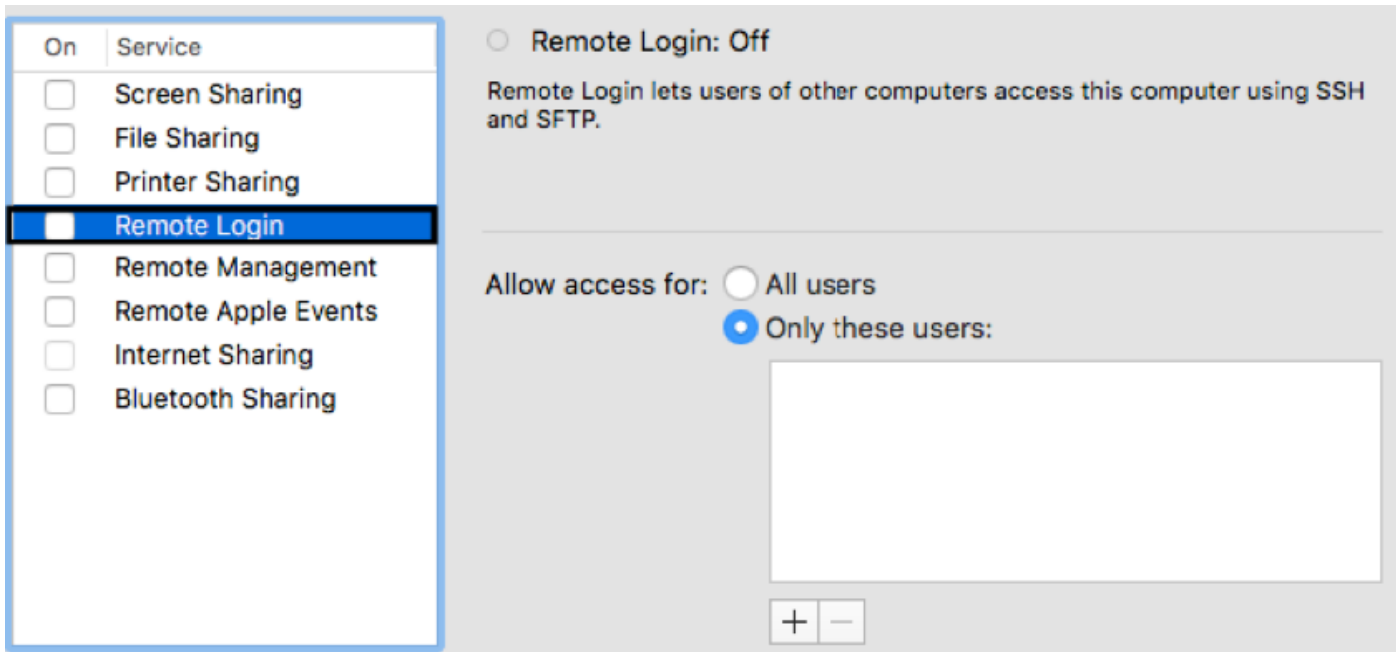 On Service
Screen Sharing
File Sharing
Printer Sharing
Remote Login
Remote Management
Remote Apple Events
Internet Sharing
Bluetooth Sharing
Remote Login: Off
Remote Login lets users of other computers access this computer using SSH
and SFTP.
Allow access for: All users
Only these users:
+ −